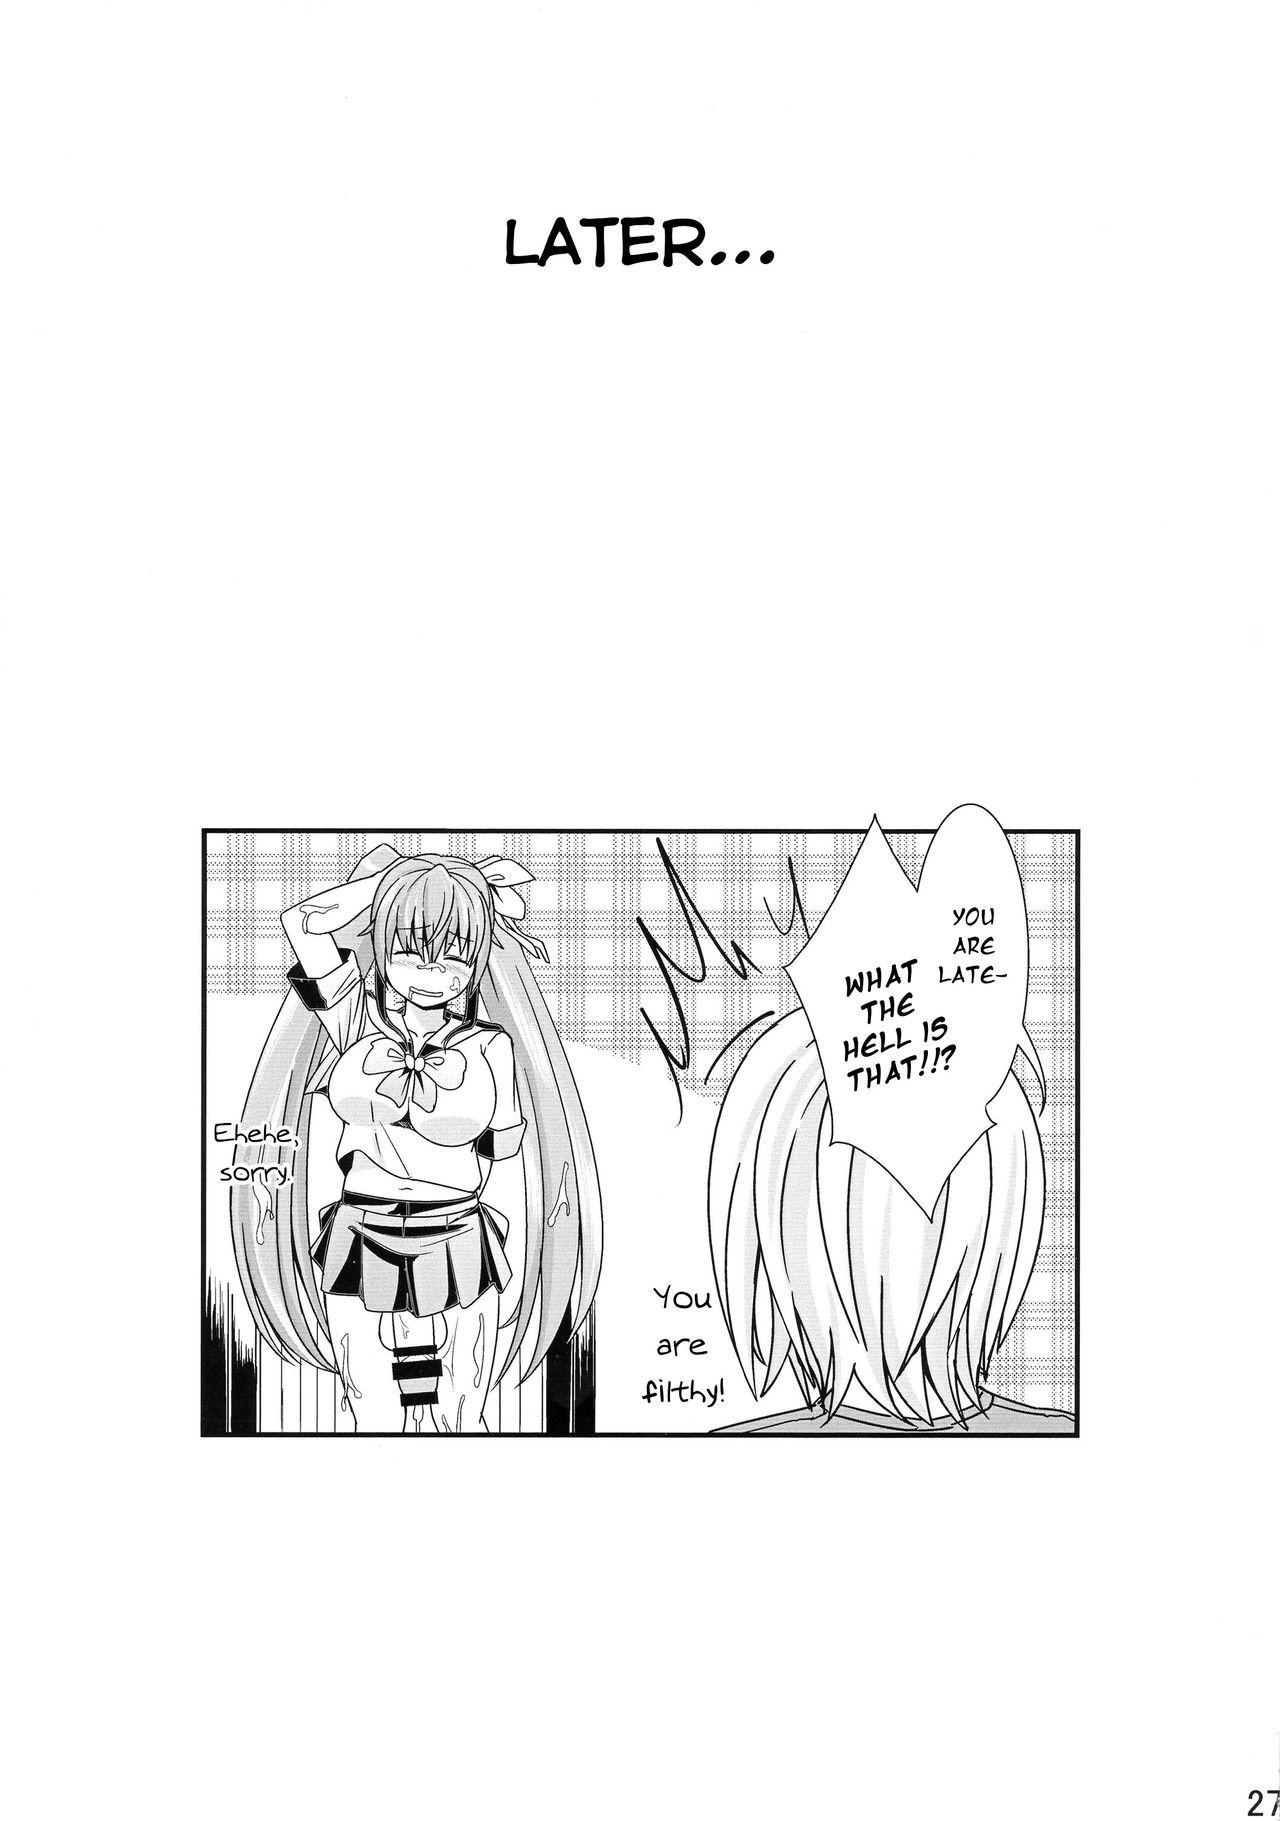 LATER...
YOU
ARE
LATE-
WHAT
THE
HELL IS
THAT!!!?
Ehehe,
sorry!
You
are
filthy!
27